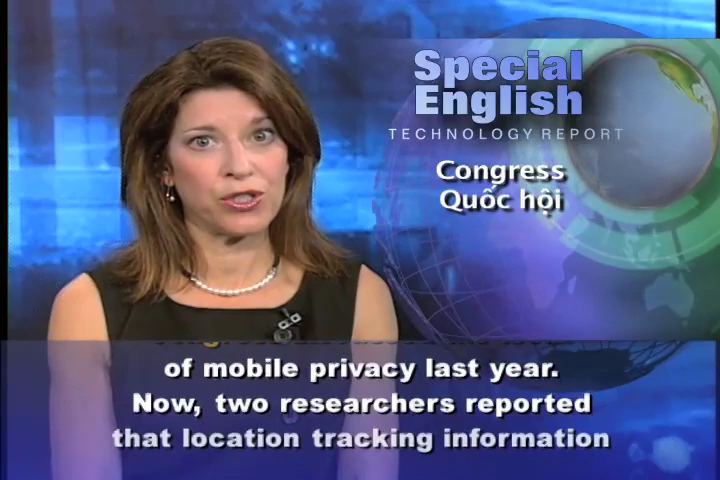 Special
English
TECHNOLOGY REPORT
Congress
Quốc hội
of mobile privacy last year.
Now, two researchers reported
that location tracking information